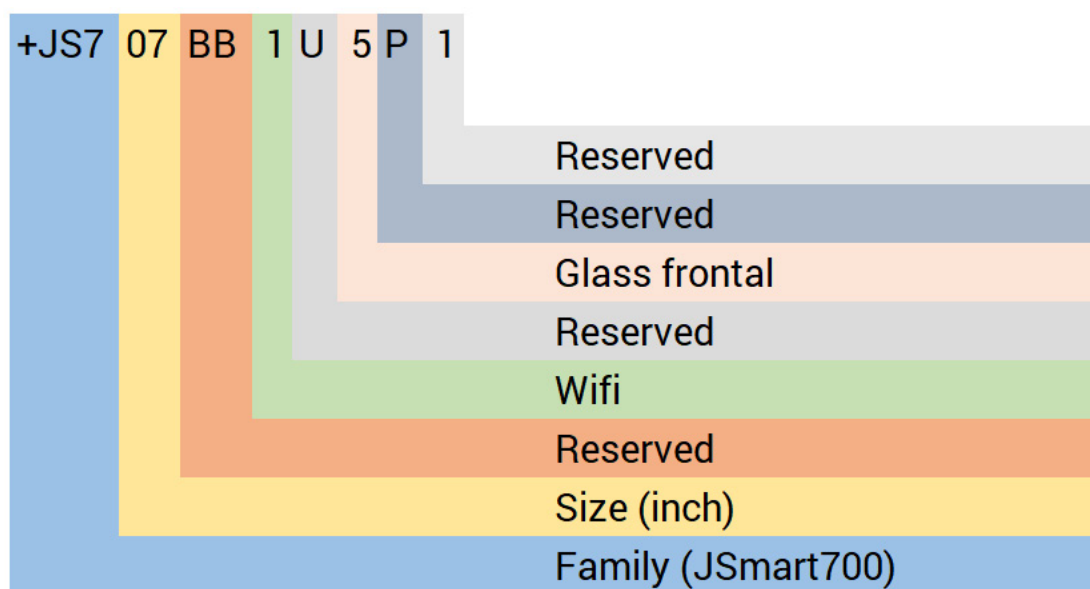 +JS7 07 BB 1 U 5 P 1
Reserved
Reserved
Glass frontal
Reserved
Wifi
Reserved
Size (inch)
Family (JSmart700)